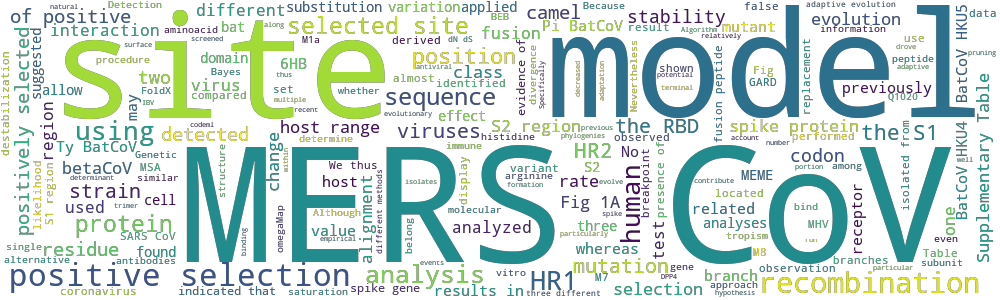 natural
of positive
Detection
different
substitution
variation
applied
camel
stability
false
adaptive evolution
evolution
data
interaction
bat
selected site
BEB
Pi BatCoV
mutant
information
suggested
aminoacid
surface
screened
M1a
dN dS
derived
fusion
result
Algorithm
relatively
use
drove
pruning
HKU5
BatCoV
destabilization
positively selected
procedure
thus
domain
Bayes
6HB
position
evidence of
divergence
Specifically
decreased
adaptation
shown
potential
terminal
Nevertheless
Fig
GARD
replacement
peptide
adaptive
two
FoldX
IBV
virus
compared
set
multiple
recent
antiviral
whether
class
identified
fusion peptide
previously
QTO2O
allow
may
almost
sequence
evolutionary
codeml
site
model
region
using
detected
host range
determine
viruses
effect
S2 region
histidine
previous
phylogenies
the RBD
observed
spike protein
performed
account
number
the S1
HKU4
BatCoV
isolated from
Supplementary Table
Ty BatCoV
betaCoV
Genetic
MSA
determinant
similar
strain
used
cell
likelihood
S1 region
change
structure
within
immune
display
HR2
S2
variant
arginine
formation
No
human
breakpoint
test
presence of
codon
among
MEME
contribute
located
related
analyses
bind
MHV
tropism
M8
receptor
well
one
even
Table
subunit
We thus
host
isolates
rate
evolve
spike
particularly
Fig 1A
three
whereas
protein
trimer
SARS CoV
omegaMap
Although
value
empirical
alignment
different methods
molecular
belong
analyzed
residue
found
antibodies
single
alternative
binding
events
along
vitro
mutation
M7
gene
DPP4
branch
approach
hypothesis
observation
branches
particular
portion
MERS CoV
positive selection
analysis
HR1
selection
recombination
coronavirus
indicated that
saturation
spike gene
results in
three different
Because